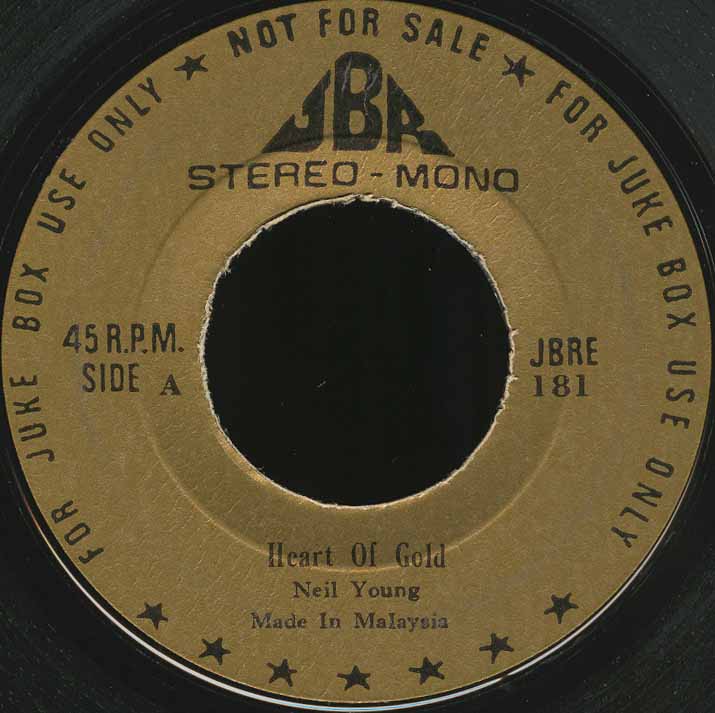 FOR JUKE BOX USE ONLY ★ NOT FOR SALE ★ FOR JUKE BOX USE ONLY
JBR
STEREO - MONO
45 R.P.M.
SIDE A
JBRE
181
Heart Of Gold
Neil Young
Made In Malaysia